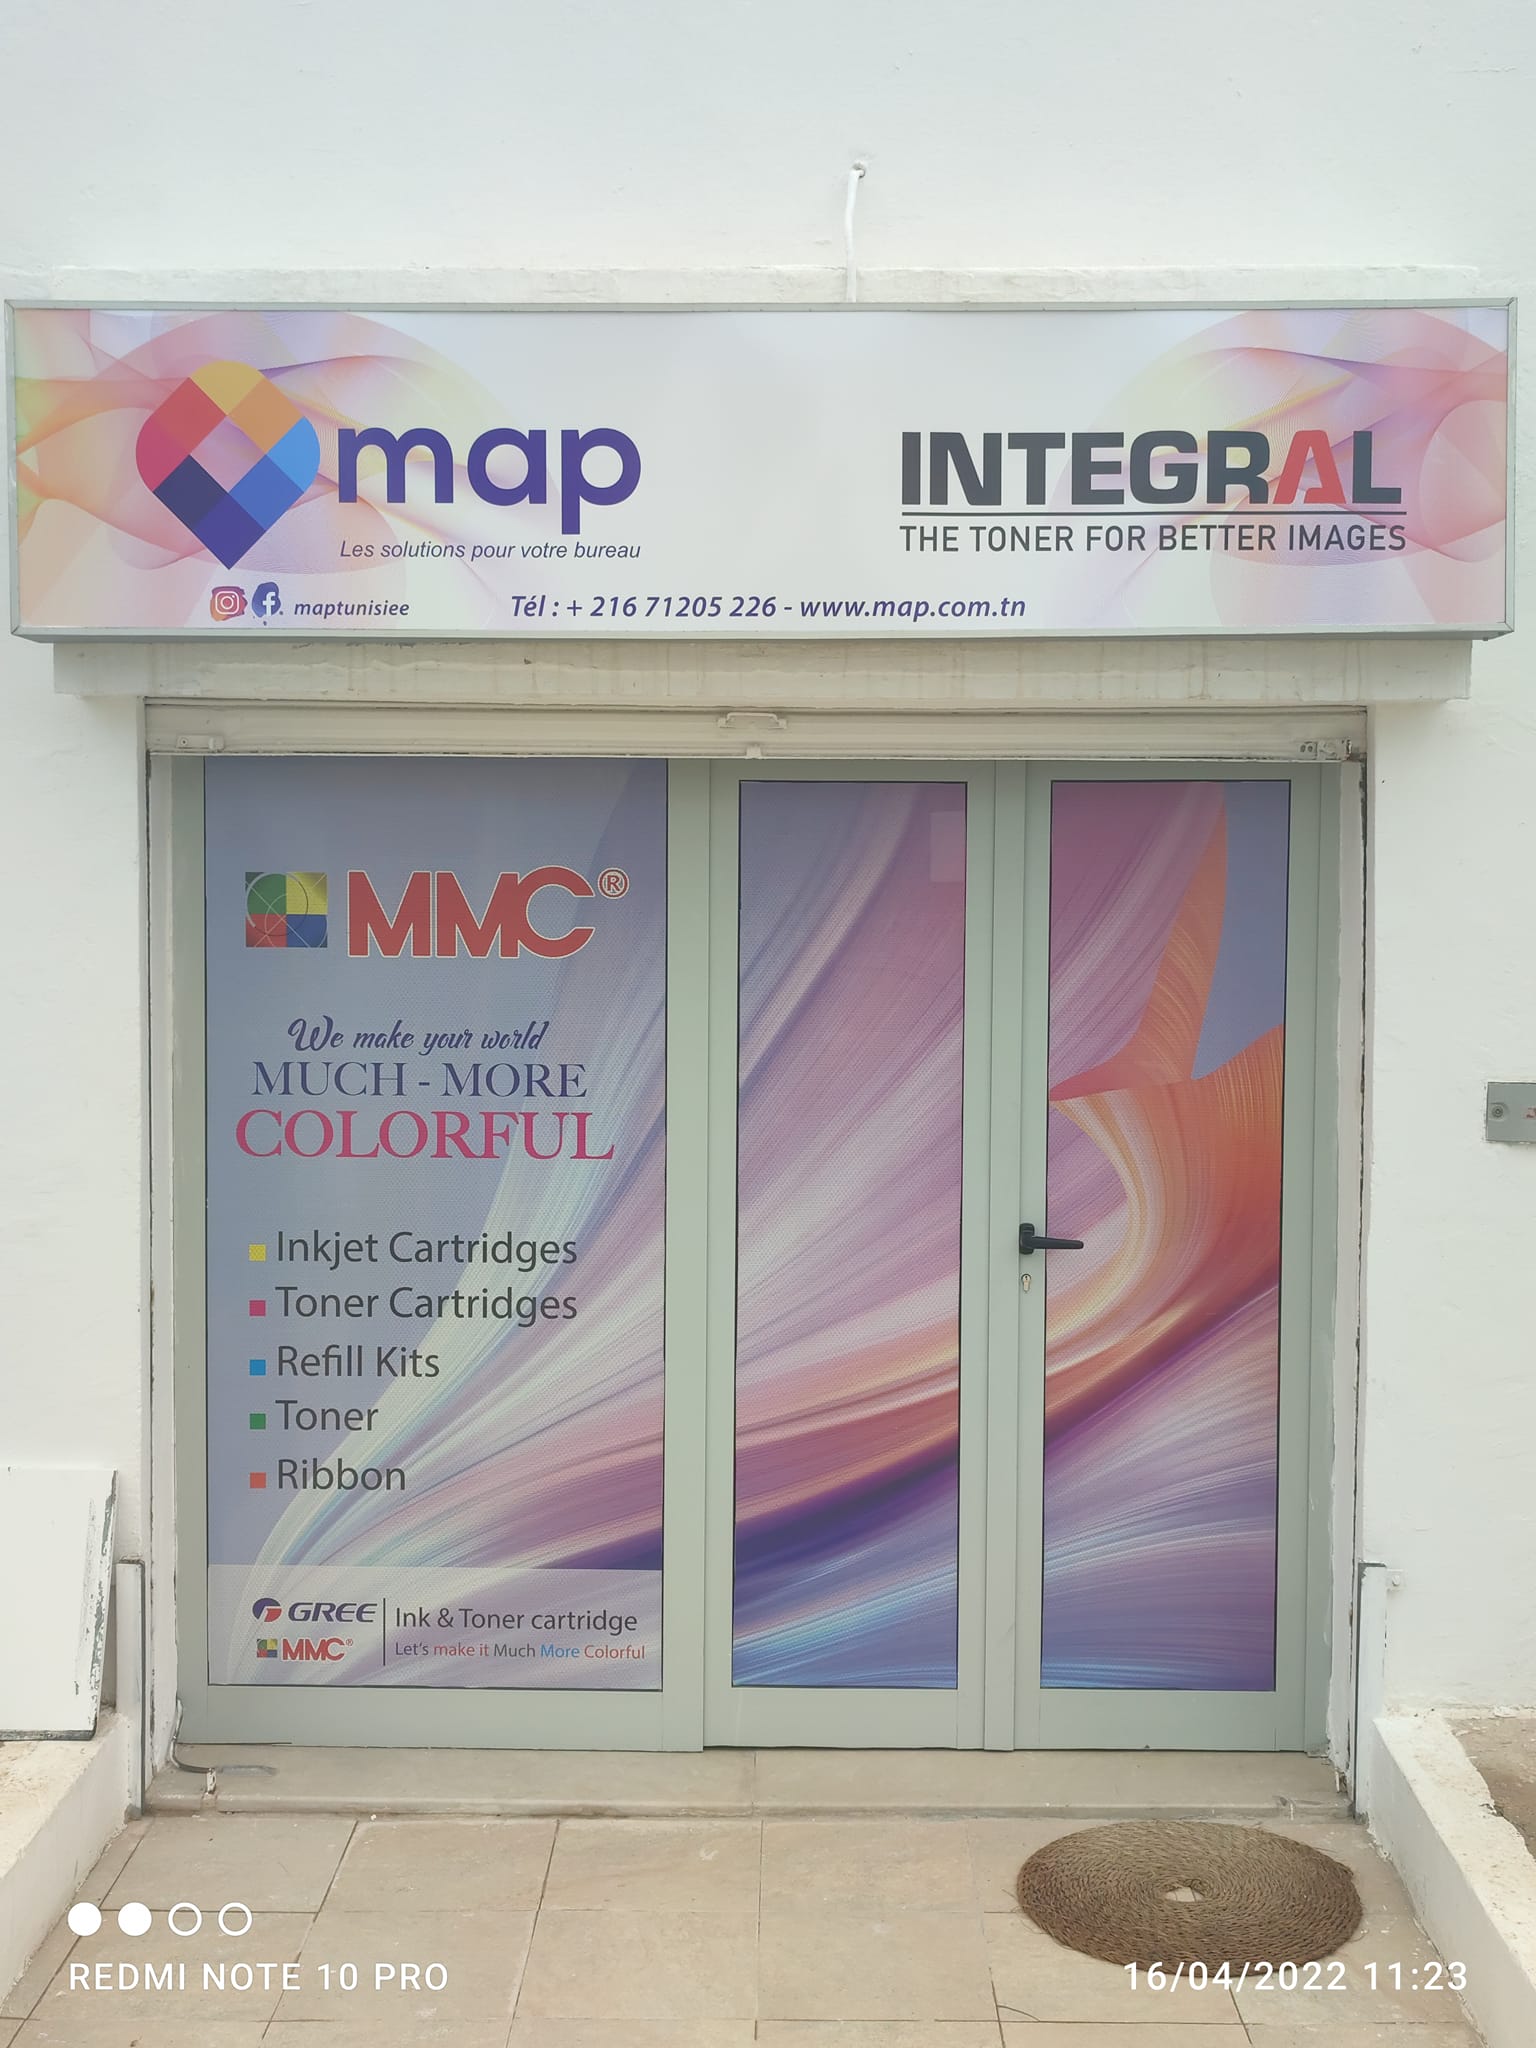 map
Les solutions pour votre bureau
INTEGRAL
THE TONER FOR BETTER IMAGES
maptunisiee
Tél : + 216 71205 226 - www.map.com.tn
MMC®
We make your world
MUCH - MORE
COLORFUL
Inkjet Cartridges
Toner Cartridges
Refill Kits
Toner
Ribbon
GREE
MMC®
Ink & Toner cartridge
Let's make it Much More Colorful
REDMI NOTE 10 PRO
16/04/2022 11:23